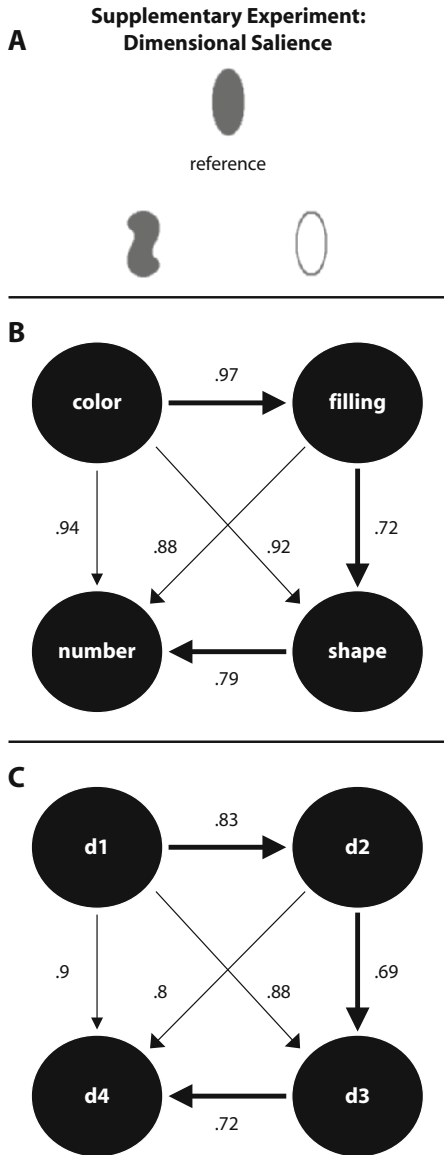 Supplementary Experiment:
A
Dimensional Salience
reference
B
color
.97
filling
.94
.88
.92
.72
number
shape
.79
C
d1
.83
d2
.9
.8
.88
.69
d4
d3
.72